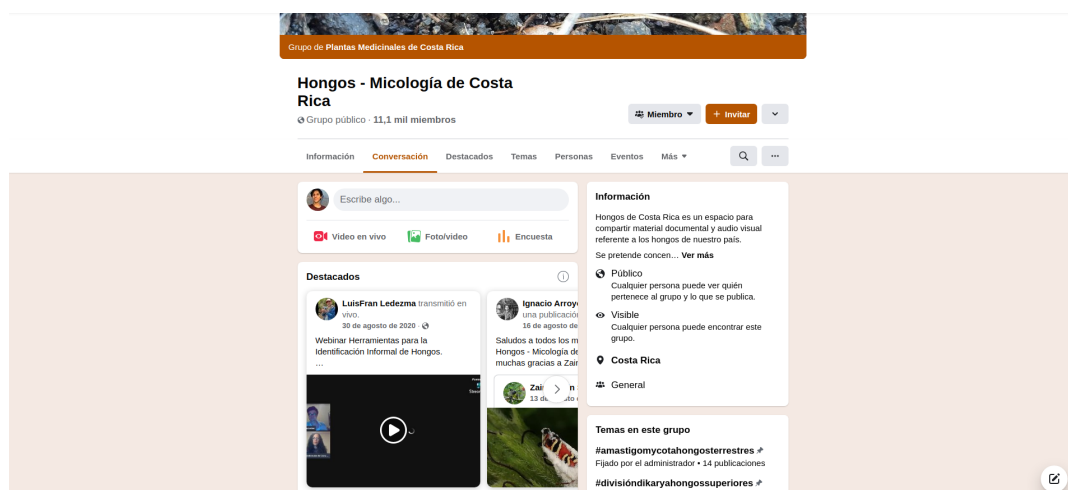 Grupo de Plantas Medicinales de Costa Rica
Hongos - Micología de Costa
Rica
Grupo público · 11,1 mil miembros
Miembro
+ Invitar
Información Conversación Destacados Temas Personas Eventos Más
Escribe algo...
Video en vivo Foto/video Encuesta
Destacados
LuisFran Ledezma transmitió en
vivo.
30 de agosto de 2020 ·
Webinar Herramientas para la
Identificación Informal de Hongos.
...
Ignacio Arroy
una publicación
16 de agosto de
Saludos a todos los m
Hongos - Micología de
muchas gracias a Zair
Información
Hongos de Costa Rica es un espacio para
compartir material documental y audio visual
referente a los hongos de nuestro país.
Se pretende concen… Ver más
Público
Cualquier persona puede ver quién
pertenece al grupo y lo que se publica.
Visible
Cualquier persona puede encontrar este
grupo.
Costa Rica
General
Temas en este grupo
#amastigomycotahongosterrestres
Fijado por el administrador • 14 publicaciones
#divisióndikaryahongossuperiores